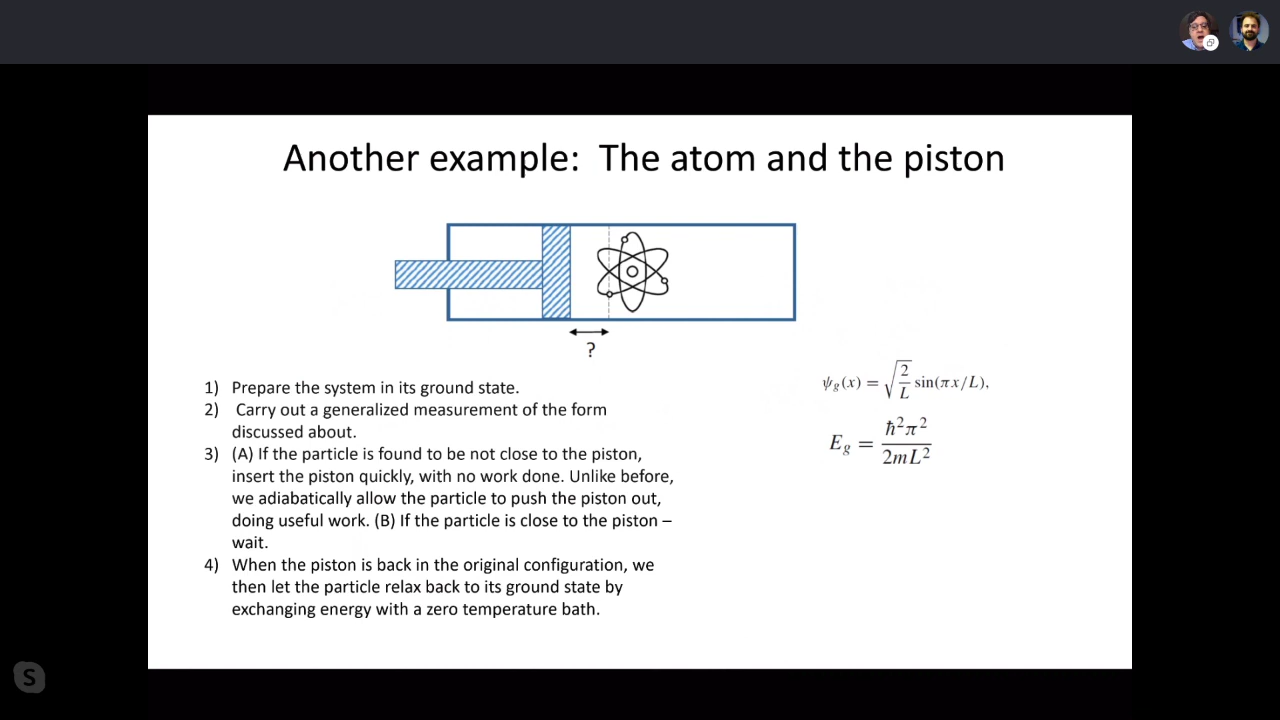 Another example: The atom and the piston
?
1) Prepare the system in its ground state.
2) Carry out a generalized measurement of the form
discussed about.
3) (A) If the particle is found to be not close to the piston,
insert the piston quickly, with no work done. Unlike before,
we adiabatically allow the particle to push the piston out,
doing useful work. (B) If the particle is close to the piston –
wait.
4) When the piston is back in the original configuration, we
then let the particle relax back to its ground state by
exchanging energy with a zero temperature bath.
ψg(x) = √(2/L) sin(πx/L),
Eg = ħ²π²/2mL²
S